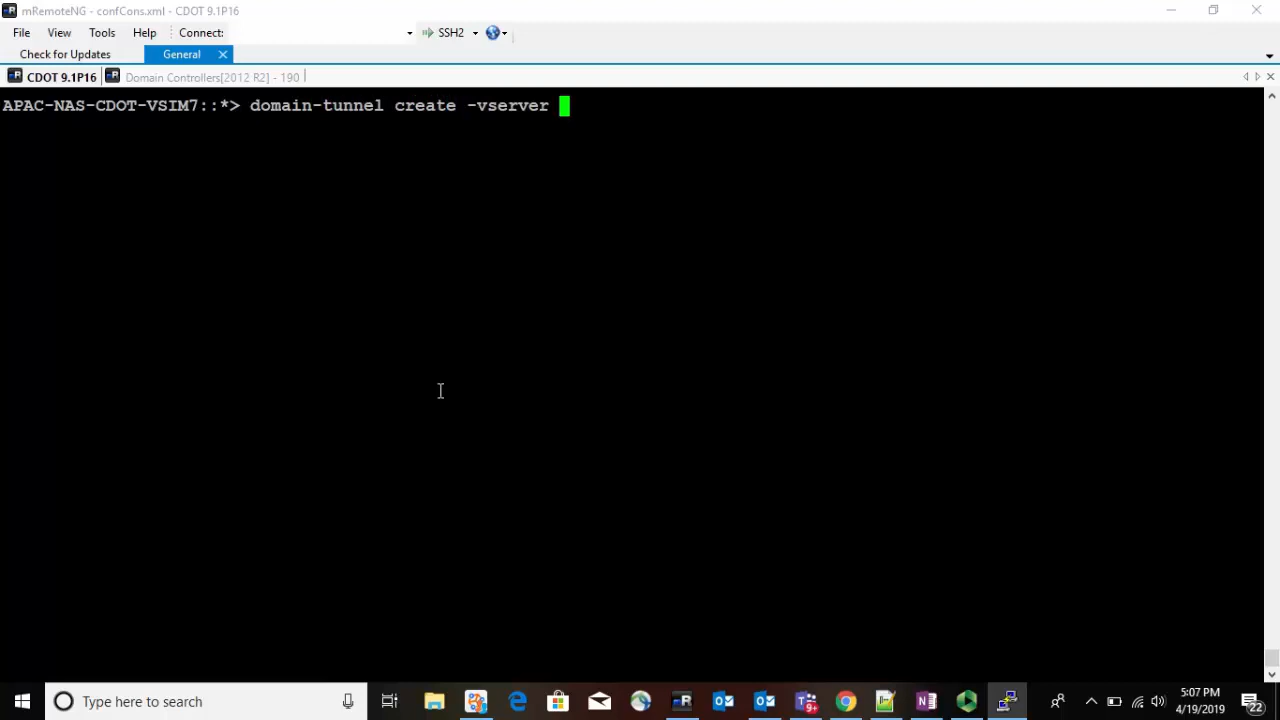 mRemoteNG - confCons.xml - CDOT 9.1P16
File View Tools Help Connect: SSH2
Check for Updates General
CDOT 9.1P16 Domain Controllers[2012 R2] - 190
APAC-NAS-CDOT-VSIM7::*> domain-tunnel create -vserver
Type here to search
5:07 PM
4/19/2019
9+
22